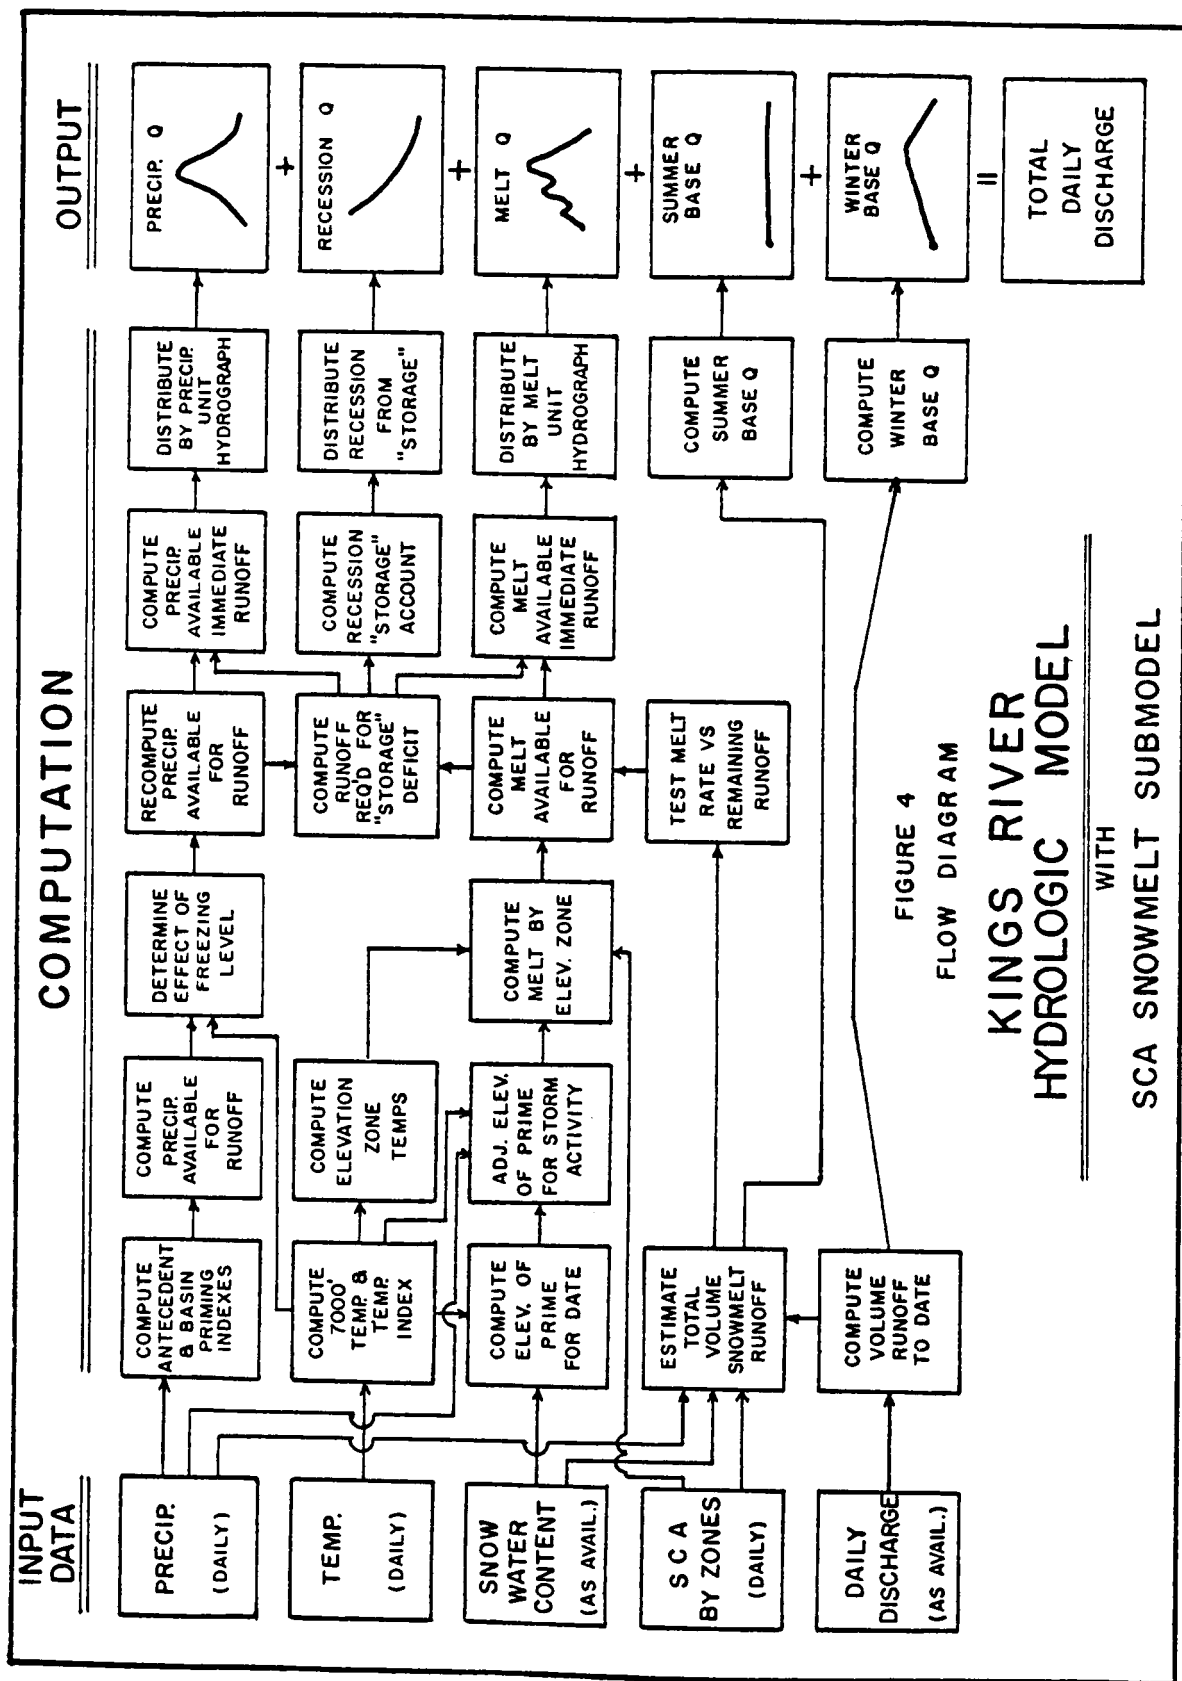 INPUT
DATA
COMPUTATION
OUTPUT
PRECIP.
(DAILY)
COMPUTE
ANTECEDENT
& BASIN
PRIMING
INDEXES
COMPUTE
PRECIP.
AVAILABLE
FOR
RUNOFF
DETERMINE
EFFECT OF
FREEZING
LEVEL
RECOMPUTE
PRECIP.
AVAILABLE
FOR
RUNOFF
COMPUTE
PRECIP.
AVAILABLE
IMMEDIATE
RUNOFF
DISTRIBUTE
BY PRECIP.
UNIT
HYDROGRAPH
PRECIP. Q
+
TEMP.
(DAILY)
COMPUTE
7000'
TEMP. &
TEMP.
INDEX
COMPUTE
ELEVATION
ZONE
TEMPS
COMPUTE
RUNOFF
REQ'D FOR
"STORAGE"
DEFICIT
COMPUTE
RECESSION
"STORAGE"
ACCOUNT
DISTRIBUTE
RECESSION
FROM
"STORAGE"
RECESSION Q
+
SNOW
WATER
CONTENT
(AS AVAIL.)
COMPUTE
ELEV. OF
PRIME
FOR DATE
ADJ. ELEV.
OF PRIME
FOR STORM
ACTIVITY
COMPUTE
MELT BY
ELEV. ZONE
COMPUTE
MELT
AVAILABLE
FOR
RUNOFF
COMPUTE
MELT
AVAILABLE
IMMEDIATE
RUNOFF
DISTRIBUTE
BY MELT
UNIT
HYDROGRAPH
MELT Q
+
S C A
BY ZONES
(DAILY)
ESTIMATE
TOTAL
VOLUME
SNOWMELT
RUNOFF
TEST MELT
RATE VS
REMAINING
RUNOFF
COMPUTE
SUMMER
BASE Q
SUMMER
BASE Q
+
DAILY
DISCHARGE
(AS AVAIL.)
COMPUTE
VOLUME
RUNOFF
TO DATE
COMPUTE
WINTER
BASE Q
WINTER
BASE Q
=
TOTAL
DAILY
DISCHARGE
FIGURE 4
FLOW DIAGRAM
KINGS RIVER
HYDROLOGIC MODEL
WITH
SCA SNOWMELT SUBMODEL